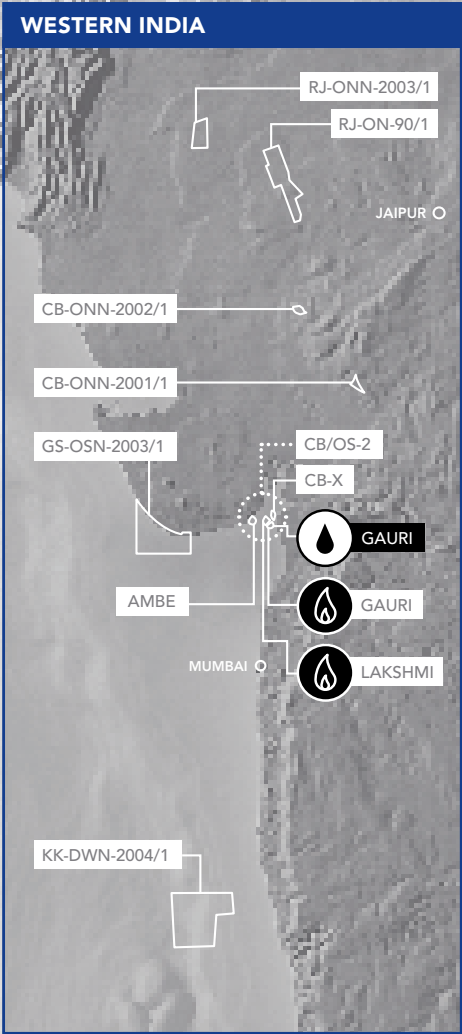 WESTERN INDIA
RJ-ONN-2003/1
RJ-ON-90/1
JAIPUR
CB-ONN-2002/1
CB-ONN-2001/1
GS-OSN-2003/1
CB/OS-2
CB-X
GAURI
AMBE
GAURI
MUMBAI
LAKSHMI
KK-DWN-2004/1